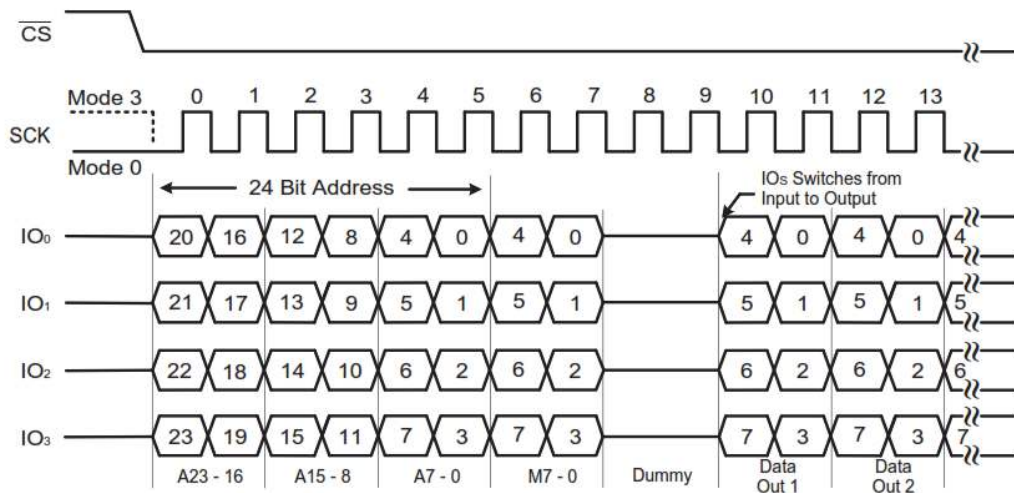 CS
Mode 3 0 1 2 3 4 5 6 7 8 9 10 11 12 13
SCK
Mode 0
24 Bit Address
IOs Switches from
Input to Output
IO0 20 16 12 8 4 0 4 0 4 0 4 0 4
IO1 21 17 13 9 5 1 5 1 5 1 5 1 5
IO2 22 18 14 10 6 2 6 2 6 2 6 2 6
IO3 23 19 15 11 7 3 7 3 7 3 7 3 7
A23 - 16 A15 - 8 A7 - 0 M7 - 0 Dummy Data Out 1 Data Out 2